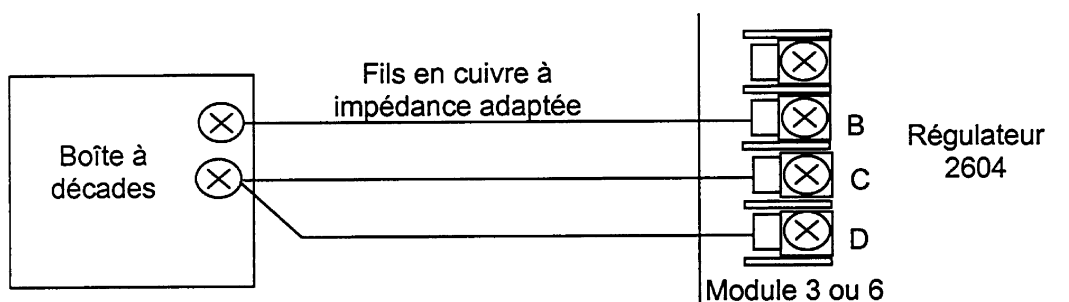 Fils en cuivre à
impédance adaptée
Boîte à
décades
B
C
D
Régulateur
2604
Module 3 ou 6